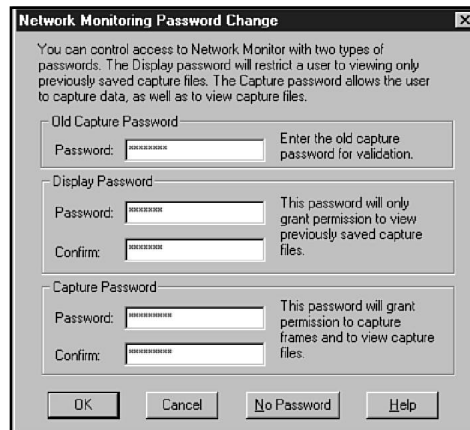 Network Monitoring Password Change
You can control access to Network Monitor with two types of
passwords. The Display password will restrict a user to viewing only
previously saved capture files. The Capture password allows the user
to capture data, as well as to view capture files.
Old Capture Password
Password: ********
Enter the old capture
password for validation.
Display Password
Password: *******
Confirm: *******
This password will only
grant permission to view
previously saved capture
files.
Capture Password
Password: *********
Confirm: *********
This password will grant
permission to capture
frames and to view capture
files.
OK Cancel No Password Help